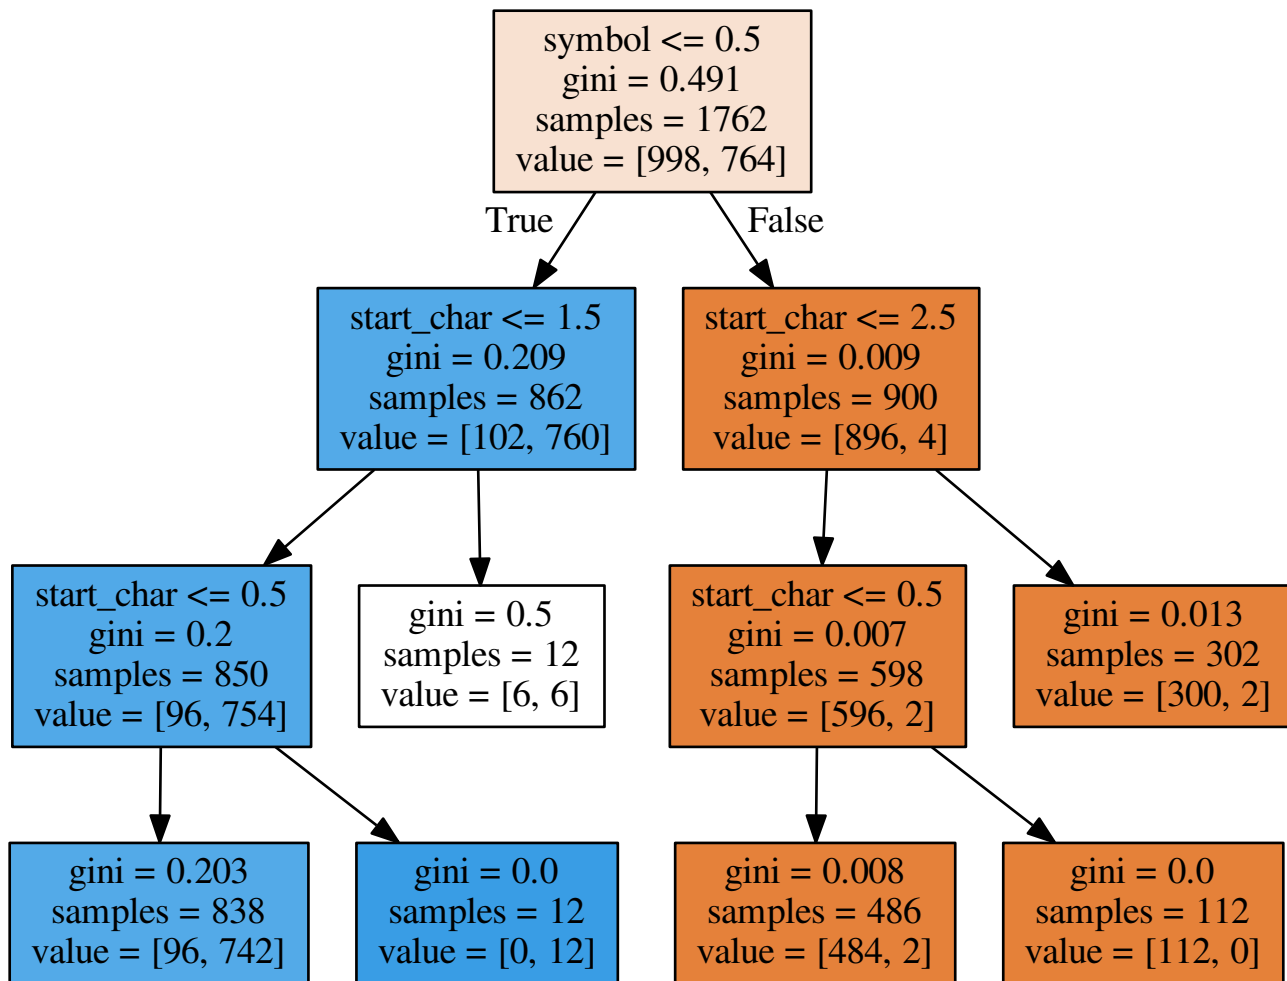 symbol <= 0.5
gini = 0.491
samples = 1762
value = [998, 764]
True
False
start_char <= 1.5
gini = 0.209
samples = 862
value = [102, 760]
start_char <= 2.5
gini = 0.009
samples = 900
value = [896, 4]
start_char <= 0.5
gini = 0.2
samples = 850
value = [96, 754]
gini = 0.5
samples = 12
value = [6, 6]
start_char <= 0.5
gini = 0.007
samples = 598
value = [596, 2]
gini = 0.013
samples = 302
value = [300, 2]
gini = 0.203
samples = 838
value = [96, 742]
gini = 0.0
samples = 12
value = [0, 12]
gini = 0.008
samples = 486
value = [484, 2]
gini = 0.0
samples = 112
value = [112, 0]